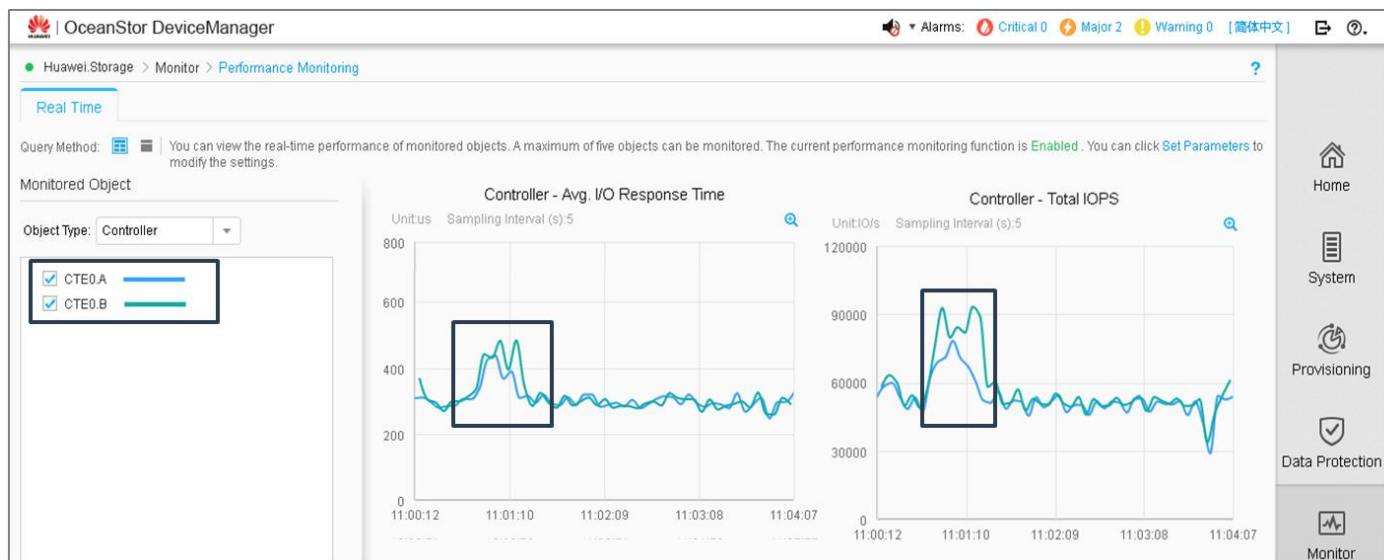 HUAWEI | OceanStor DeviceManager
Alarms: Critical 0 Major 2 Warning 0 [简体中文] ?
Huawei.Storage > Monitor > Performance Monitoring
?
Real Time
Query Method: You can view the real-time performance of monitored objects. A maximum of five objects can be monitored. The current performance monitoring function is Enabled . You can click Set Parameters to
modify the settings.
Monitored Object
Object Type: Controller
CTE0.A
CTE0.B
Controller - Avg. I/O Response Time
Unit:us Sampling Interval (s):5
800
600
400
200
0
11:00:12 11:01:10 11:02:09 11:03:08 11:04:07
Controller - Total IOPS
Unit:IO/s Sampling Interval (s):5
120000
90000
60000
30000
0
11:00:12 11:01:10 11:02:09 11:03:08 11:04:07
Home
System
Provisioning
Data Protection
Monitor